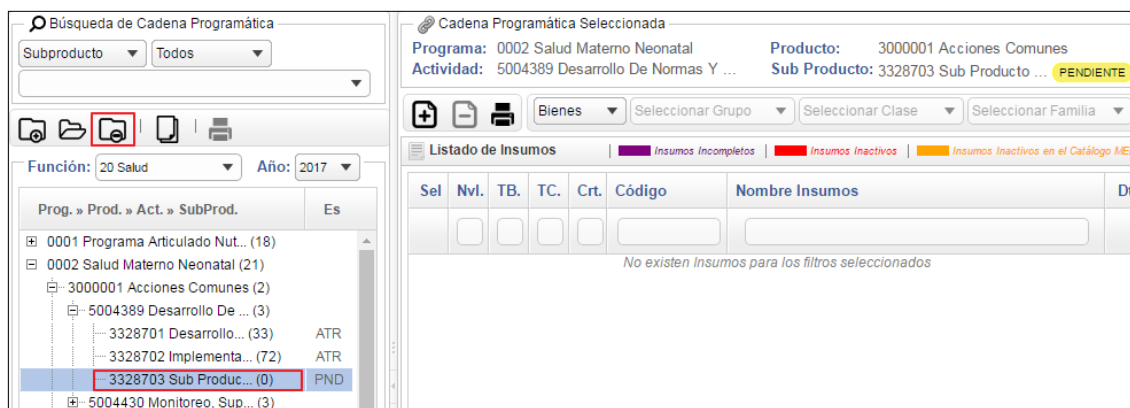 Búsqueda de Cadena Programática
Subproducto Todos
Función: 20 Salud Año: 2017
Prog. » Prod. » Act. » SubProd. Es
0001 Programa Articulado Nut... (18)
0002 Salud Materno Neonatal (21)
3000001 Acciones Comunes (2)
5004389 Desarrollo De ... (3)
3328701 Desarrollo... (33) ATR
3328702 Implementa... (72) ATR
3328703 Sub Produc... (0) PND
5004430 Monitoreo, Sup... (3)
Cadena Programática Seleccionada
Programa: 0002 Salud Materno Neonatal Producto: 3000001 Acciones Comunes
Actividad: 5004389 Desarrollo De Normas Y ... Sub Producto: 3328703 Sub Producto ... PENDIENTE
Bienes Seleccionar Grupo Seleccionar Clase Seleccionar Familia
Listado de Insumos | Insumos Incompletos | Insumos Inactivos | Insumos Inactivos en el Catálogo ME
Sel Nvl. TB. TC. Crt. Código Nombre Insumos
No existen Insumos para los filtros seleccionados